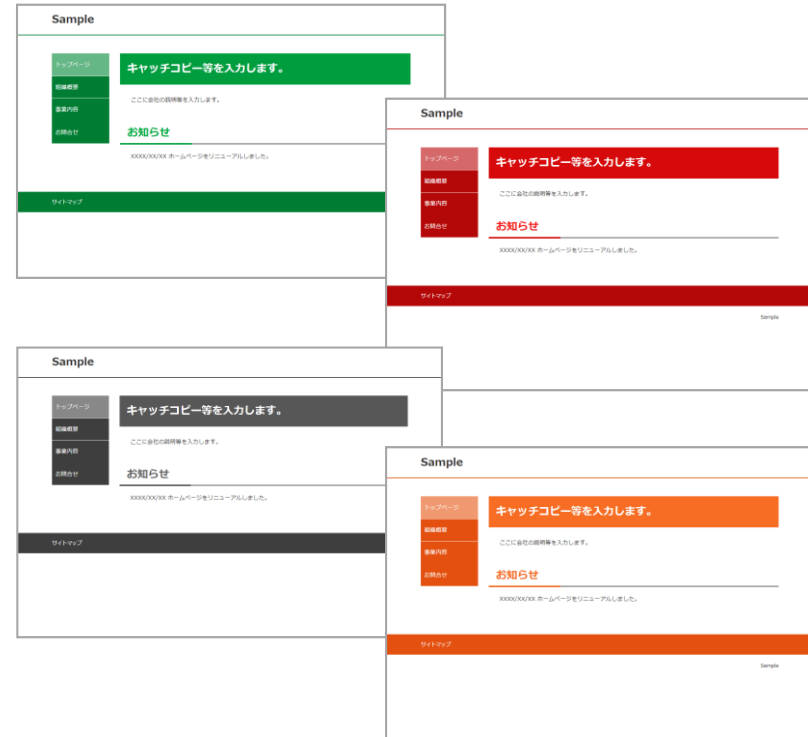 Sample
トップページ
組織概要
事業内容
お問合せ
キャッチコピー等を入力します。
ここに会社の説明等を入力します。
お知らせ
XXXX/XX/XX ホームページをリニューアルしました。
サイトマップ
Sample
トップページ
組織概要
事業内容
お問合せ
キャッチコピー等を入力します。
ここに会社の説明等を入力します。
お知らせ
XXXX/XX/XX ホームページをリニューアルしました。
サイトマップ
Sample
Sample
トップページ
組織概要
事業内容
お問合せ
キャッチコピー等を入力します。
ここに会社の説明等を入力します。
お知らせ
XXXX/XX/XX ホームページをリニューアルしました。
サイトマップ
Sample
トップページ
組織概要
事業内容
お問合せ
キャッチコピー等を入力します。
ここに会社の説明等を入力します。
お知らせ
XXXX/XX/XX ホームページをリニューアルしました。
サイトマップ
Sample